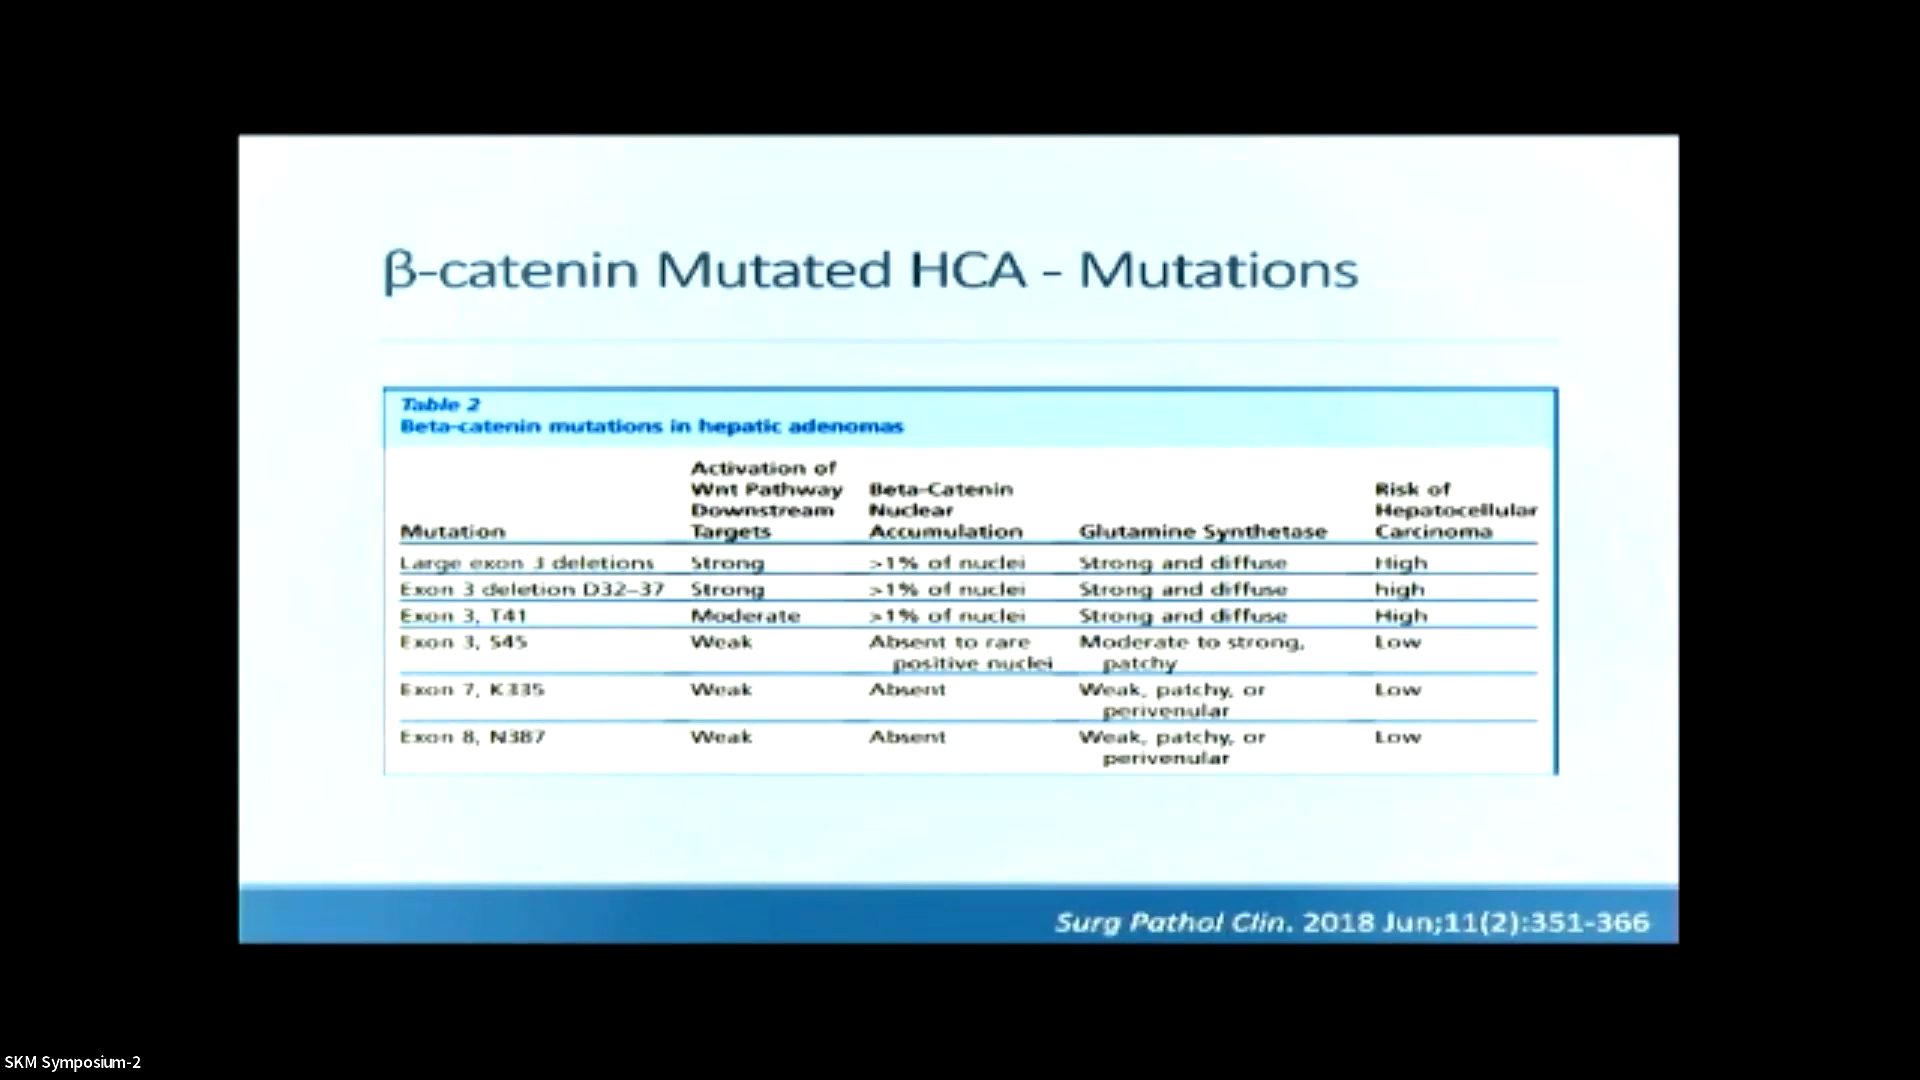 β-catenin Mutated HCA - Mutations
Table 2
Beta-catenin mutations in hepatic adenomas
Mutation | Activation of Wnt Pathway Downstream Targets | Beta-Catenin Nuclear Accumulation | Glutamine Synthetase | Risk of Hepatocellular Carcinoma
Large exon 3 deletions | Strong | >1% of nuclei | Strong and diffuse | High
Exon 3 deletion D32–37 | Strong | >1% of nuclei | Strong and diffuse | high
Exon 3, T41 | Moderate | >1% of nuclei | Strong and diffuse | High
Exon 3, S45 | Weak | Absent to rare positive nuclei | Moderate to strong, patchy | Low
Exon 7, K335 | Weak | Absent | Weak, patchy, or perivenular | Low
Exon 8, N387 | Weak | Absent | Weak, patchy, or perivenular | Low
Surg Pathol Clin. 2018 Jun;11(2):351-366
SKM Symposium-2